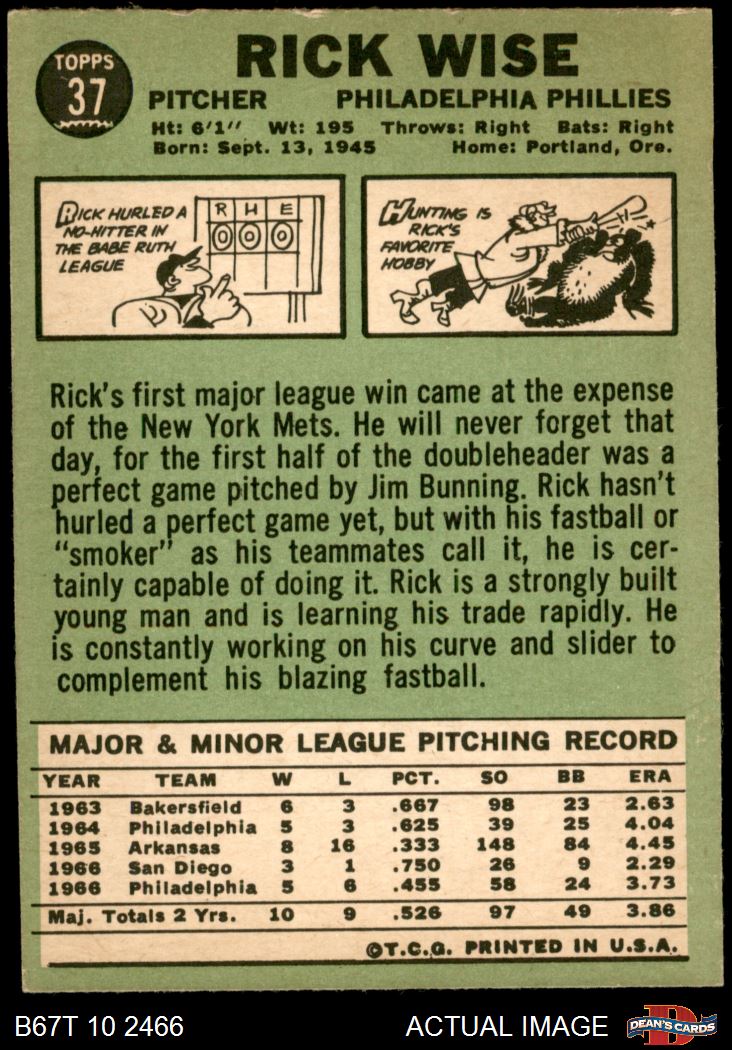 TOPPS
37
RICK WISE
PITCHER PHILADELPHIA PHILLIES
Ht: 6'1" Wt: 195 Throws: Right Bats: Right
Born: Sept. 13, 1945 Home: Portland, Ore.
RICK HURLED A
NO-HITTER IN
THE BABE RUTH
LEAGUE
R H E
0 0 0
HUNTING IS
RICK'S
FAVORITE
HOBBY
Rick's first major league win came at the expense
of the New York Mets. He will never forget that
day, for the first half of the doubleheader was a
perfect game pitched by Jim Bunning. Rick hasn't
hurled a perfect game yet, but with his fastball or
"smoker" as his teammates call it, he is cer-
tainly capable of doing it. Rick is a strongly built
young man and is learning his trade rapidly. He
is constantly working on his curve and slider to
complement his blazing fastball.
MAJOR & MINOR LEAGUE PITCHING RECORD
YEAR TEAM W L PCT. SO BB ERA
1963 Bakersfield 6 3 .667 98 23 2.63
1964 Philadelphia 5 3 .625 39 25 4.04
1965 Arkansas 8 16 .333 148 84 4.45
1966 San Diego 3 1 .750 26 9 2.29
1966 Philadelphia 5 6 .455 58 24 3.73
Maj. Totals 2 Yrs. 10 9 .526 97 49 3.86
©T.C.G. PRINTED IN U.S.A.
B67T 10 2466 ACTUAL IMAGE
D
DEAN'S CARDS